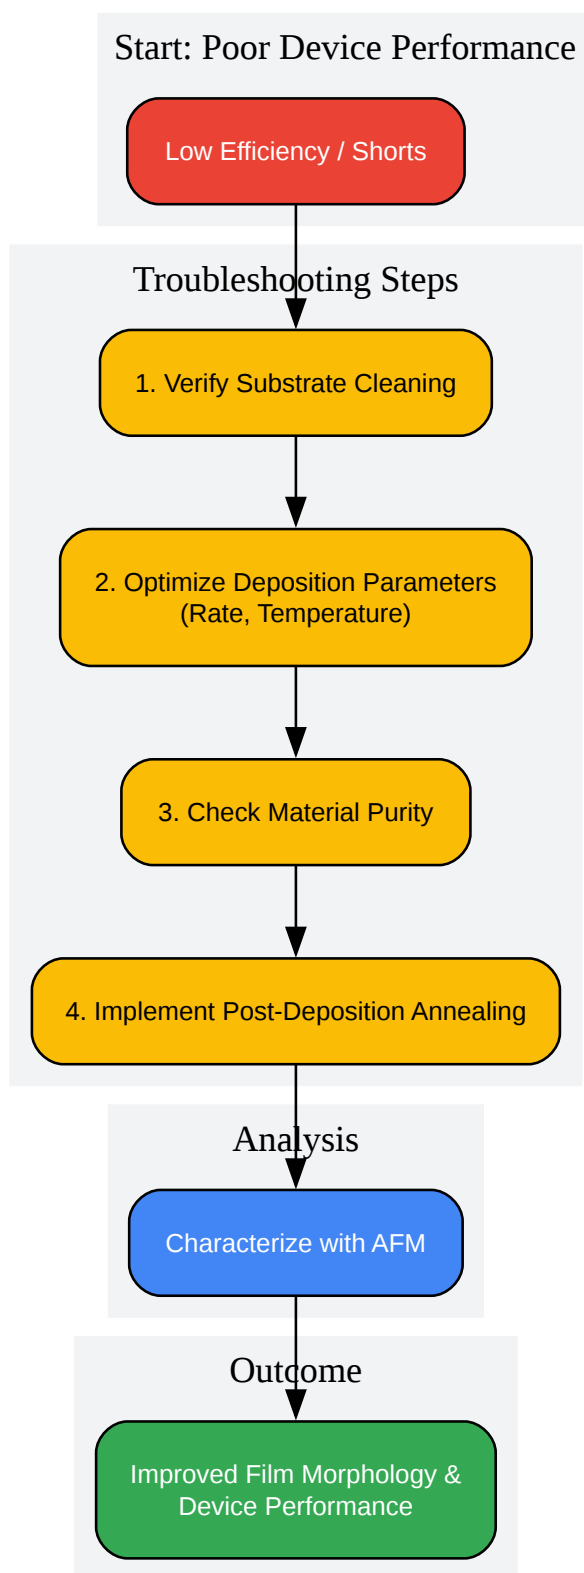 Start: Poor Device Performance
Low Efficiency / Shorts
Troubleshooting Steps
1. Verify Substrate Cleaning
2. Optimize Deposition Parameters
(Rate, Temperature)
3. Check Material Purity
4. Implement Post-Deposition Annealing
Analysis
Characterize with AFM
Outcome
Improved Film Morphology &
Device Performance